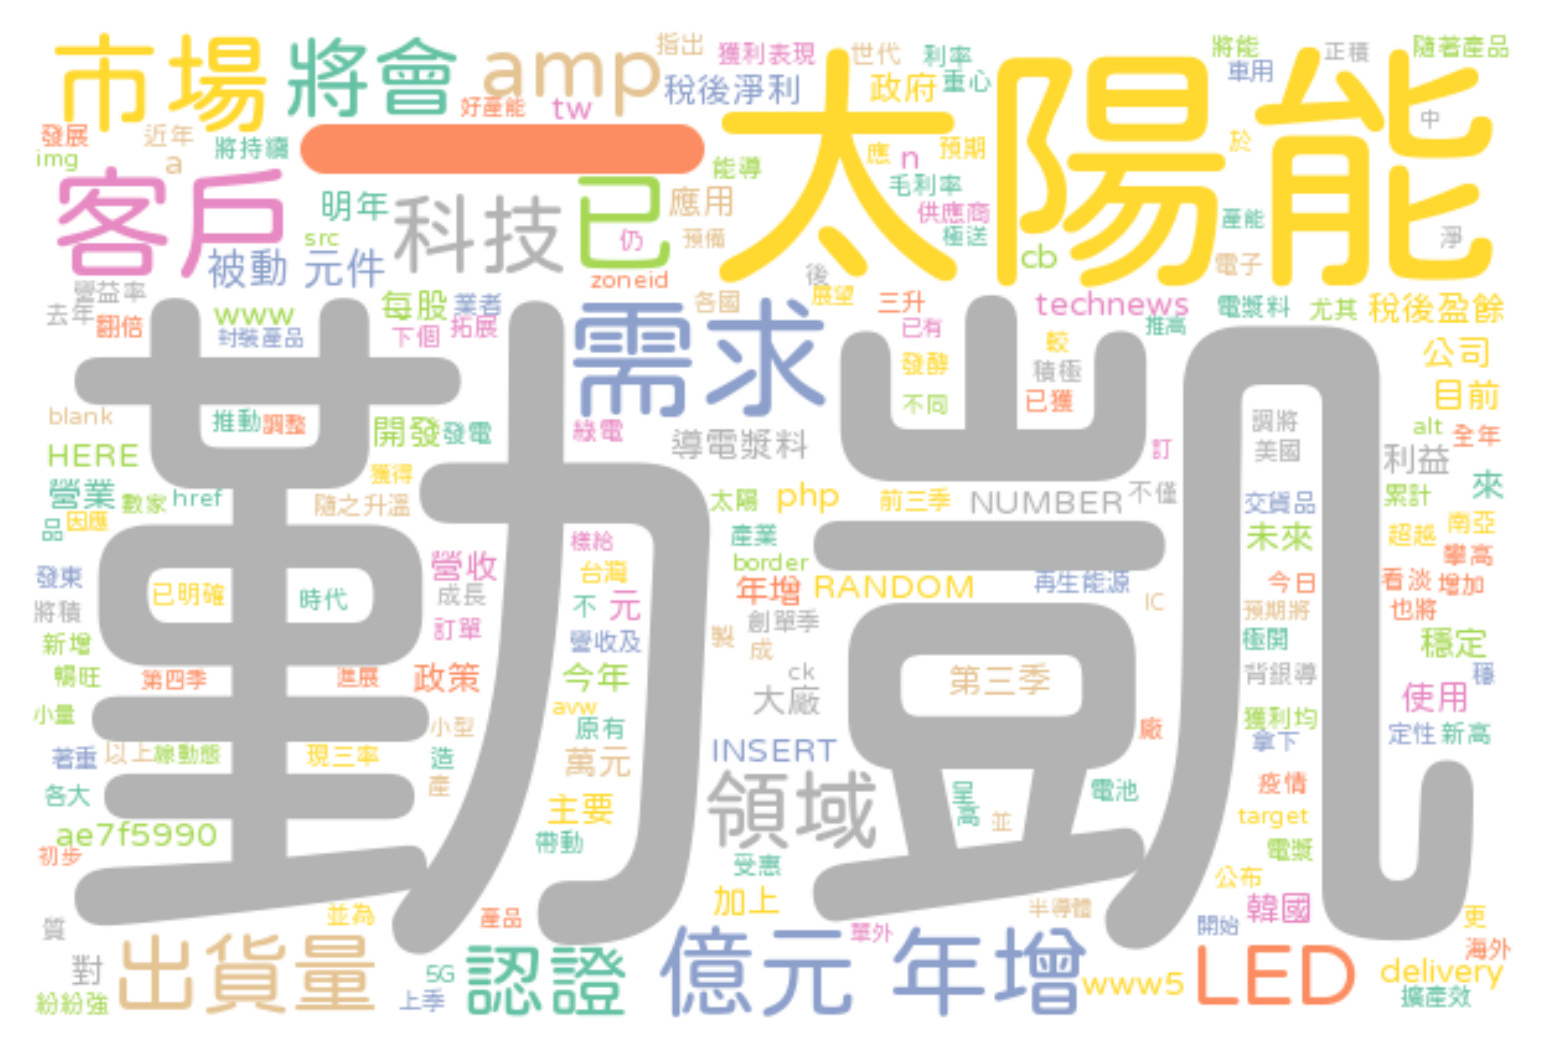 市場 將會 amp 指出 獲利表現 世代 利率 將能 正積 隨著產品
稅後淨利 政府 重心 車用
好產能 tw
太陽能
發展 近年 將持續 一 應 n 預期 於 中
img a 能導 毛利率
客戶 明年 科技 已 應用 供應商 產能
src 仍 預備 極送 淨
被動 元件 zoneid cb 電子
後
去年 www 每股 業者 各國 展望 三升 technews 電漿料 尤其 稅後盈餘
翻倍 封裝產品 下個 拓展 已有 推高
勤凱
需求 較 公司
發酵 積極
blank 不同 已獲 目前
推動 調整 開發 發電 綠電 調將 alt 全年
HERE 導電漿料 訂 美國 利益
獲得
營業 數家 href 隨之升溫 太陽 php 前三季 NUMBER 不僅 交貨品 累計 來
品 因應 南亞
樣給 產業 未來 超越
營收 border 攀高
發東 台灣 年增 RANDOM 再生能源 今日 看淡 增加
已明確 時代 成長 不 元 IC
將積 預期將 也將
訂單 營收及 製 創單季 極開 穩定
新增 成
暢旺 第四季 進展 政策 今年 ck 第三季 背銀導 穩
大廠 使用
小量 avw 獲利均
小型 原有 廠 拿下 定性 新高
著重 以上 線動態 現三率 造 萬元 INSERT
各大 產 主要 領域 呈高 電池 疫情
並 target
ae7f5990 帶動 電漿
初步 受惠
公布
並為 產品 加上 半導體 韓國 更
質 單外 開始
海外
對 出貨量 5G 認證 億元 年增 www5 LED delivery
紛紛強 上季 擴產效